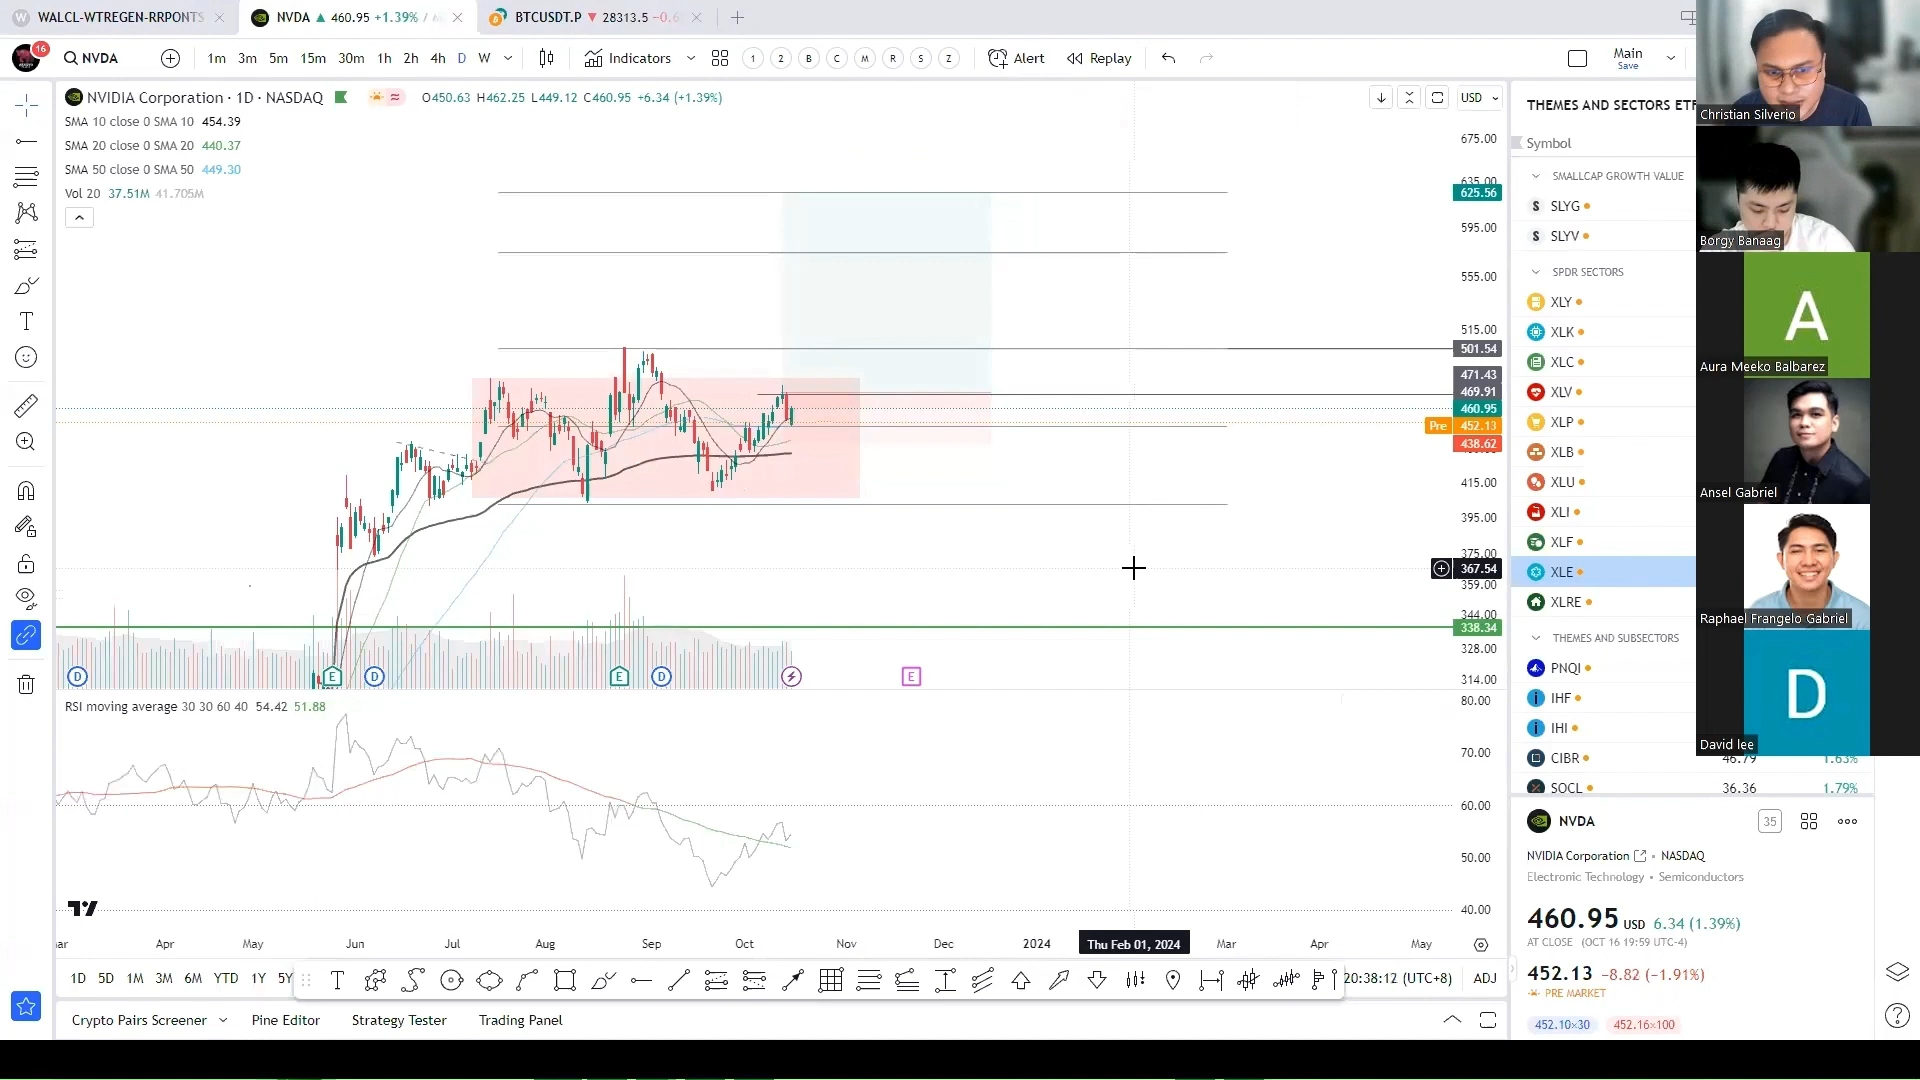 WALCL-WTREGEN-RRPONTS
NVDA ▲ 460.95 +1.39% /
BTCUSDT.P ▼ 28313.5 −0.6
16
NVDA
1m 3m 5m 15m 30m 1h 2h 4h D W
Indicators
1 2 B C M R S Z
Alert
Replay
Main
Save
NVIDIA Corporation · 1D · NASDAQ
O450.63 H462.25 L449.12 C460.95 +6.34 (+1.39%)
USD
SMA 10 close 0 SMA 10 454.39
SMA 20 close 0 SMA 20 440.37
SMA 50 close 0 SMA 50 449.30
Vol 20 37.51M 41.705M
675.00
635.00
625.56
595.00
555.00
515.00
501.54
471.43
469.91
460.95
Pre 452.13
438.62
415.00
395.00
375.00
367.54
359.00
344.00
338.34
328.00
314.00
D E D E D E
RSI moving average 30 30 60 40 54.42 51.88
80.00
70.00
60.00
50.00
40.00
Apr May Jun Jul Aug Sep Oct Nov Dec 2024 Thu Feb 01, 2024 Mar Apr May
1D 5D 1M 3M 6M YTD 1Y 5Y
20:38:12 (UTC+8)
ADJ
Crypto Pairs Screener
Pine Editor
Strategy Tester
Trading Panel
THEMES AND SECTORS ETF
Symbol
SMALLCAP GROWTH VALUE
S SLYG
S SLYV
SPDR SECTORS
XLY
XLK
XLC
XLV
XLP
XLB
XLU
XLI
XLF
XLE
XLRE
THEMES AND SUBSECTORS
PNQI
IHF
IHI
CIBR 46.79 1.63%
SOCL 36.36 1.79%
NVDA
35
NVIDIA Corporation • NASDAQ
Electronic Technology • Semiconductors
460.95 USD 6.34 (1.39%)
AT CLOSE (OCT 16 19:59 UTC-4)
452.13 −8.82 (−1.91%)
PRE MARKET
452.10×30 452.16×100
Christian Silverio
Borgy Banaag
A
Aura Meeko Balbarez
Ansel Gabriel
Raphael Frangelo Gabriel
D
David lee